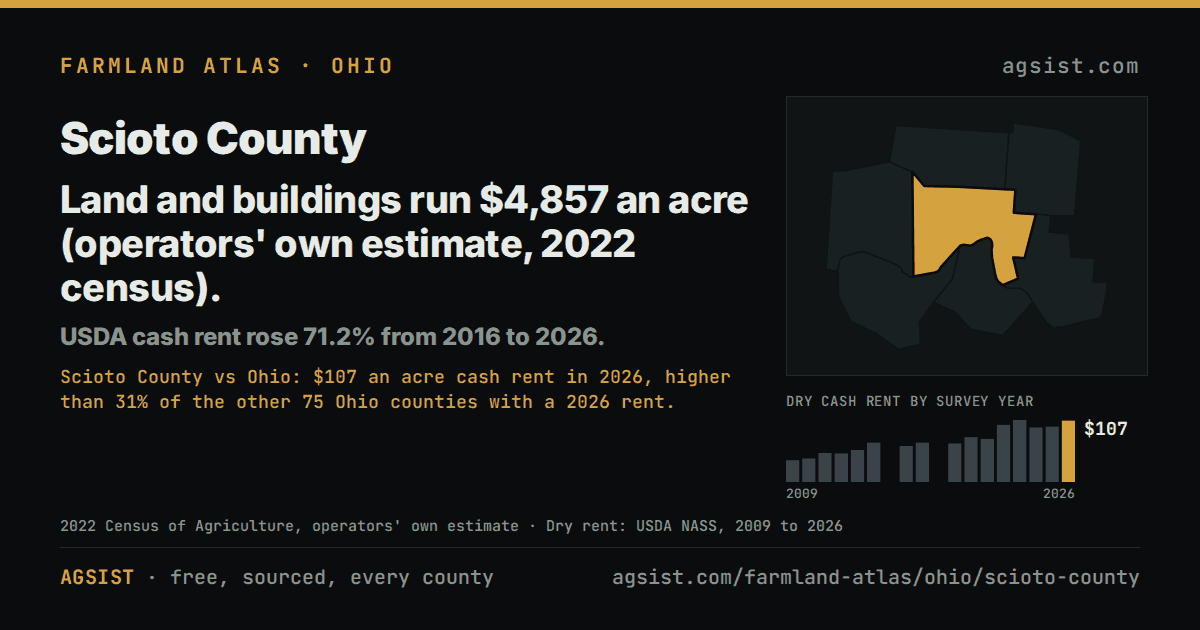 FARMLAND ATLAS · OHIO
agsist.com
Scioto County
Land and buildings run $4,857 an acre
(operators' own estimate, 2022
census).
USDA cash rent rose 71.2% from 2016 to 2026.
Scioto County vs Ohio: $107 an acre cash rent in 2026, higher
than 31% of the other 75 Ohio counties with a 2026 rent.
DRY CASH RENT BY SURVEY YEAR
$107
2009
2026
2022 Census of Agriculture, operators' own estimate · Dry rent: USDA NASS, 2009 to 2026
AGSIST · free, sourced, every county
agsist.com/farmland-atlas/ohio/scioto-county